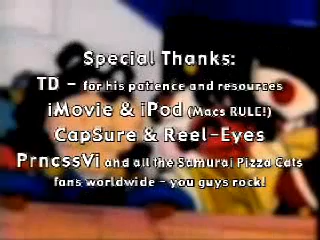 Special Thanks:
TD - for his patience and resources
iMovie & iPod (Macs RULE!)
CapSure & Reel-Eyes
PrncssVi and all the Samurai Pizza Cats
fans worldwide - you guys rock!